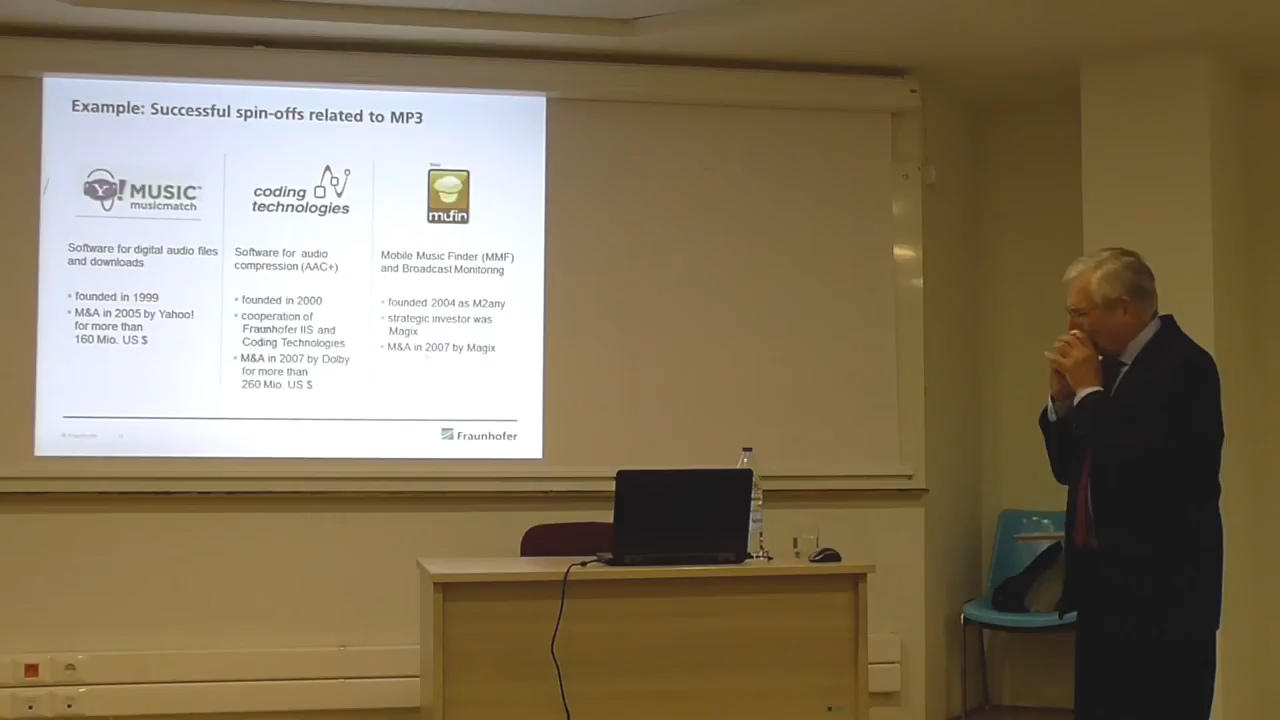 Example: Successful spin-offs related to MP3
Y! MUSIC™
musicmatch
Software for digital audio files
and downloads
• founded in 1999
• M&A in 2005 by Yahoo!
for more than
160 Mio. US $
coding
technologies
Software for audio
compression (AAC+)
• founded in 2000
• cooperation of
Fraunhofer IIS and
Coding Technologies
• M&A in 2007 by Dolby
for more than
260 Mio. US $
mufin
Mobile Music Finder (MMF)
and Broadcast Monitoring
• founded 2004 as M2any
• strategic investor was
Magix
• M&A in 2007 by Magix
© Fraunhofer
Fraunhofer